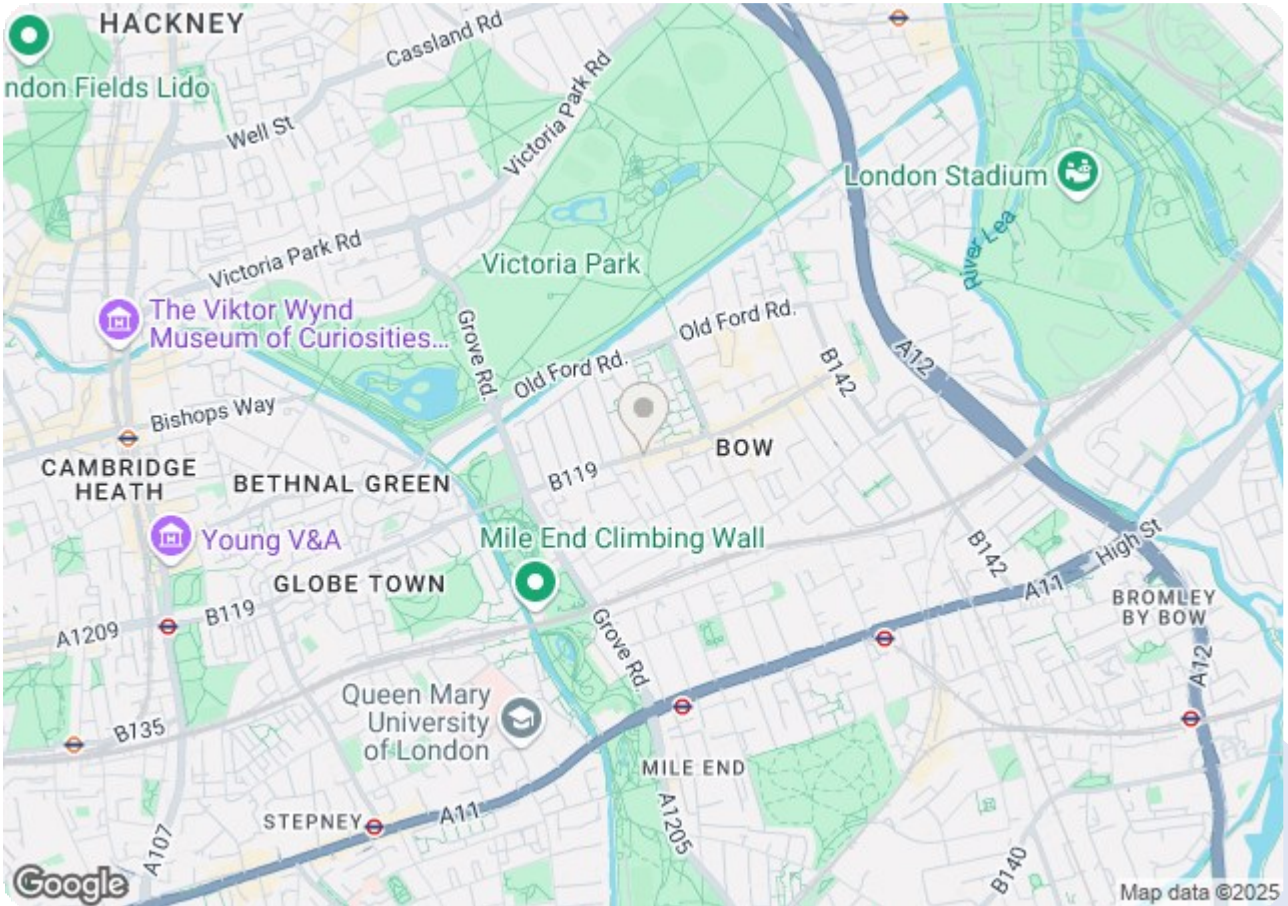 HACKNEY
Cassland Rd
ndon Fields Lido
Well St
Victoria Park Rd
London Stadium
River Lea
Victoria Park Rd
Victoria Park
The Viktor Wynd
Museum of Curiosities...
Grove Rd.
Old Ford Rd.
Old Ford Rd.
B142
A12
Bishops Way
CAMBRIDGE
HEATH
BETHNAL GREEN
B119
BOW
Young V&A
Mile End Climbing Wall
B142
High St
GLOBE TOWN
A11
BROMLEY
BY BOW
B119
A1209
Grove Rd.
A12
Queen Mary
University
of London
B135
MILE END
STEPNEY
A11
A1205
A107
B140
Google
Map data ©2025